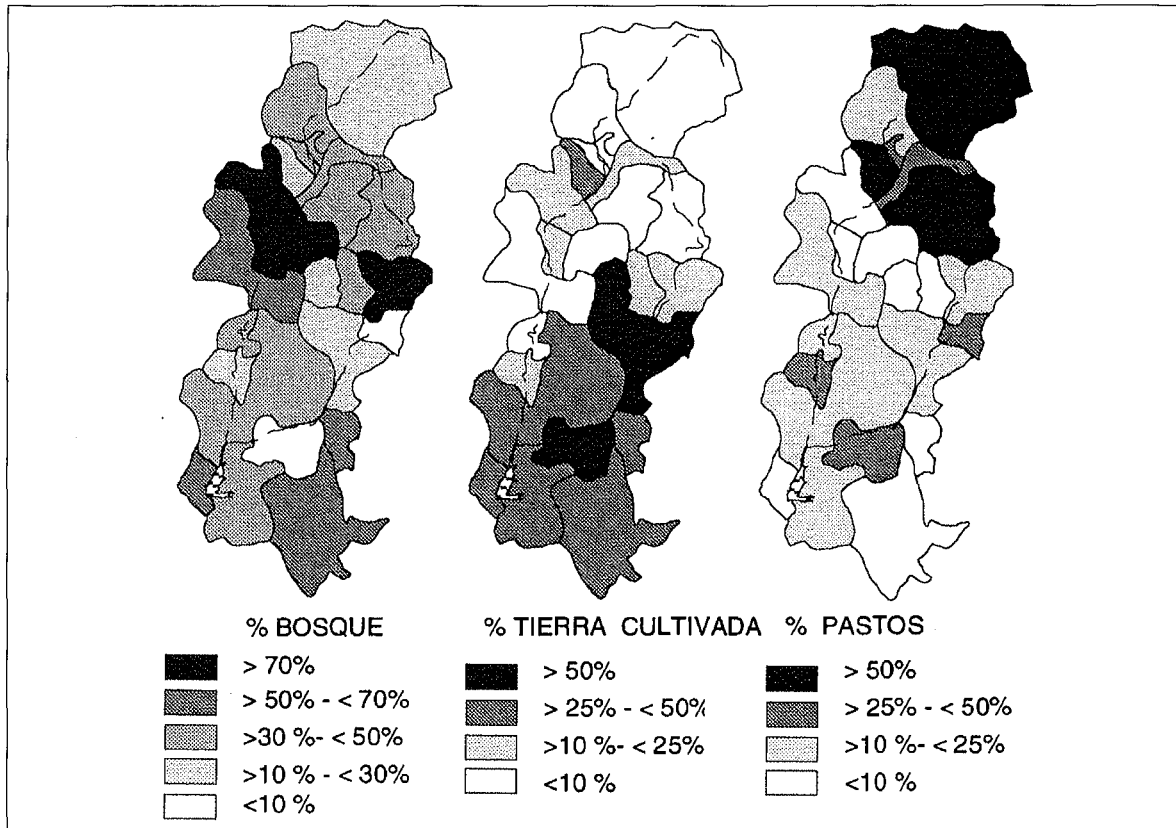 % BOSQUE
> 70%
> 50% - < 70%
>30 %- < 50%
>10 % - < 30%
<10 %
% TIERRA CULTIVADA
> 50%
> 25% - < 50%
>10 %- < 25%
<10 %
% PASTOS
> 50%
> 25% - < 50%
>10 %- < 25%
<10 %